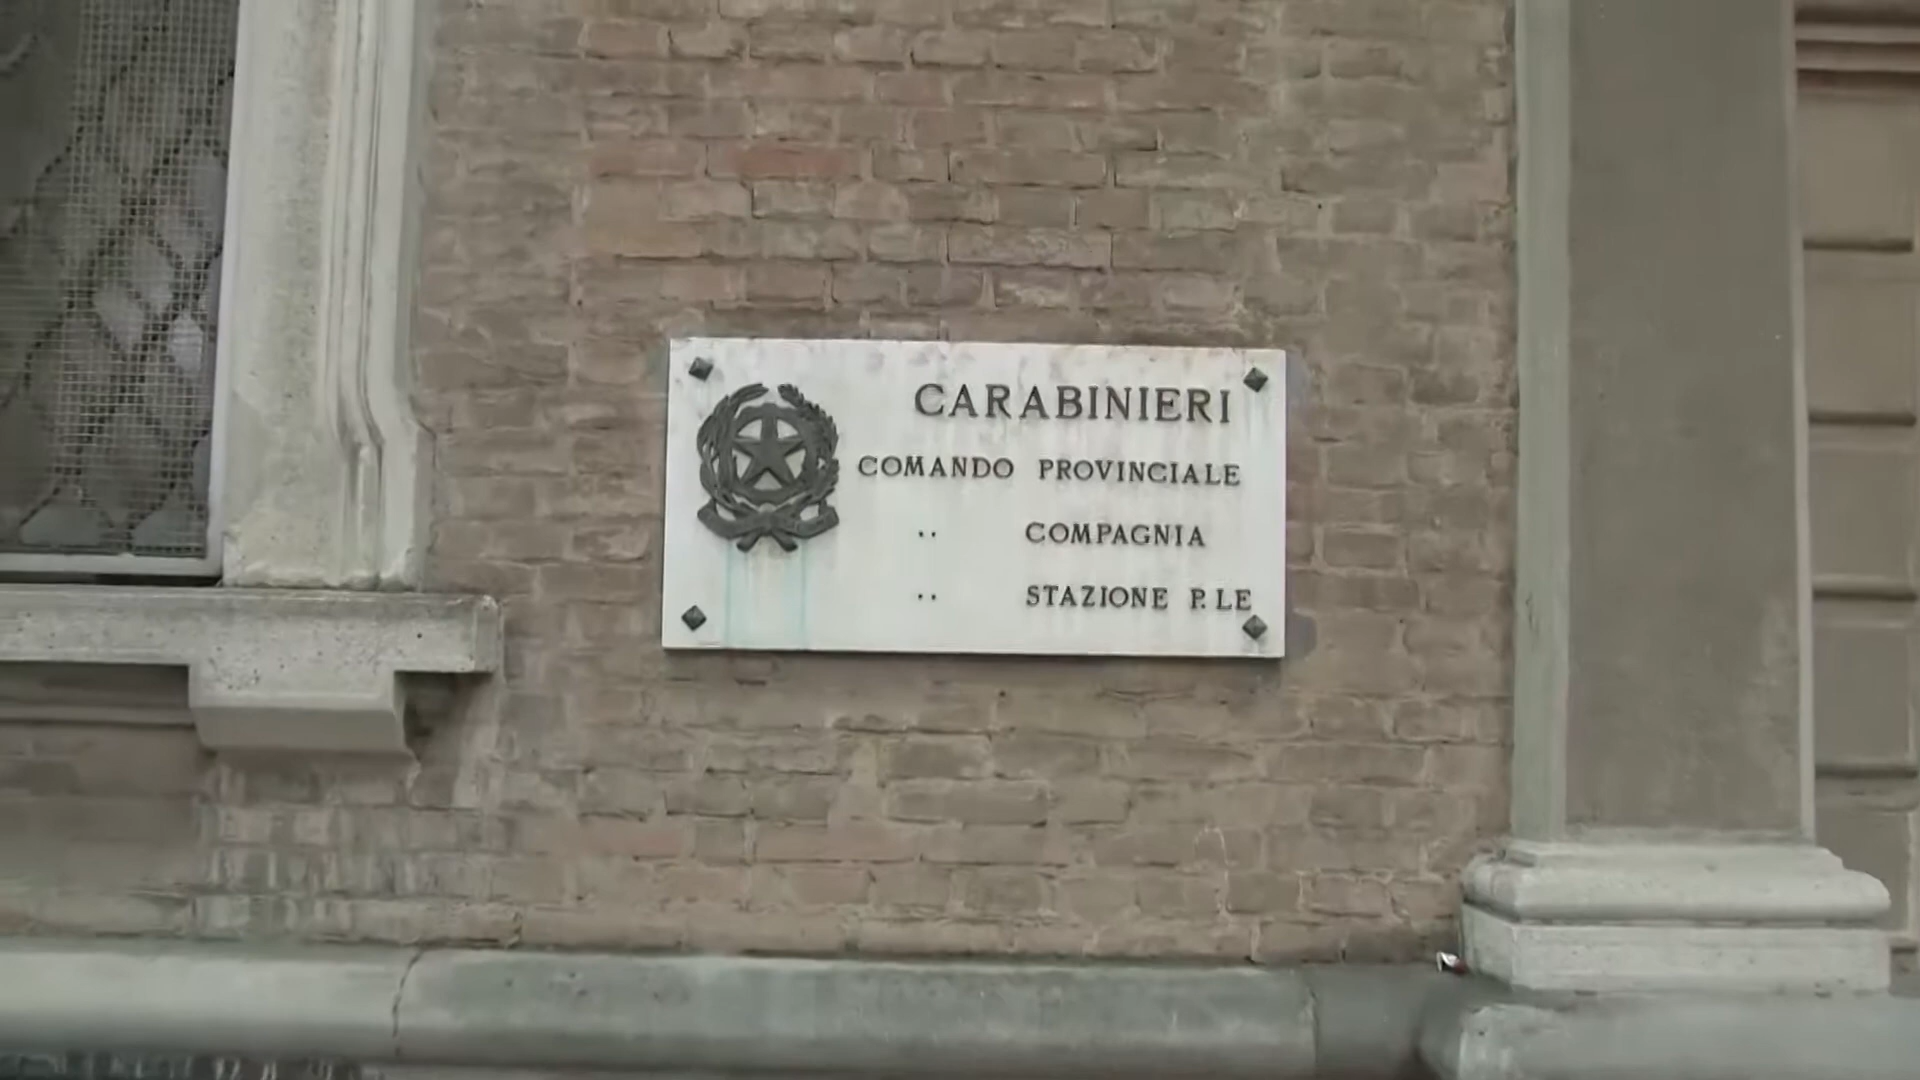 CARABINIERI
COMANDO PROVINCIALE
.. COMPAGNIA
.. STAZIONE P.LE